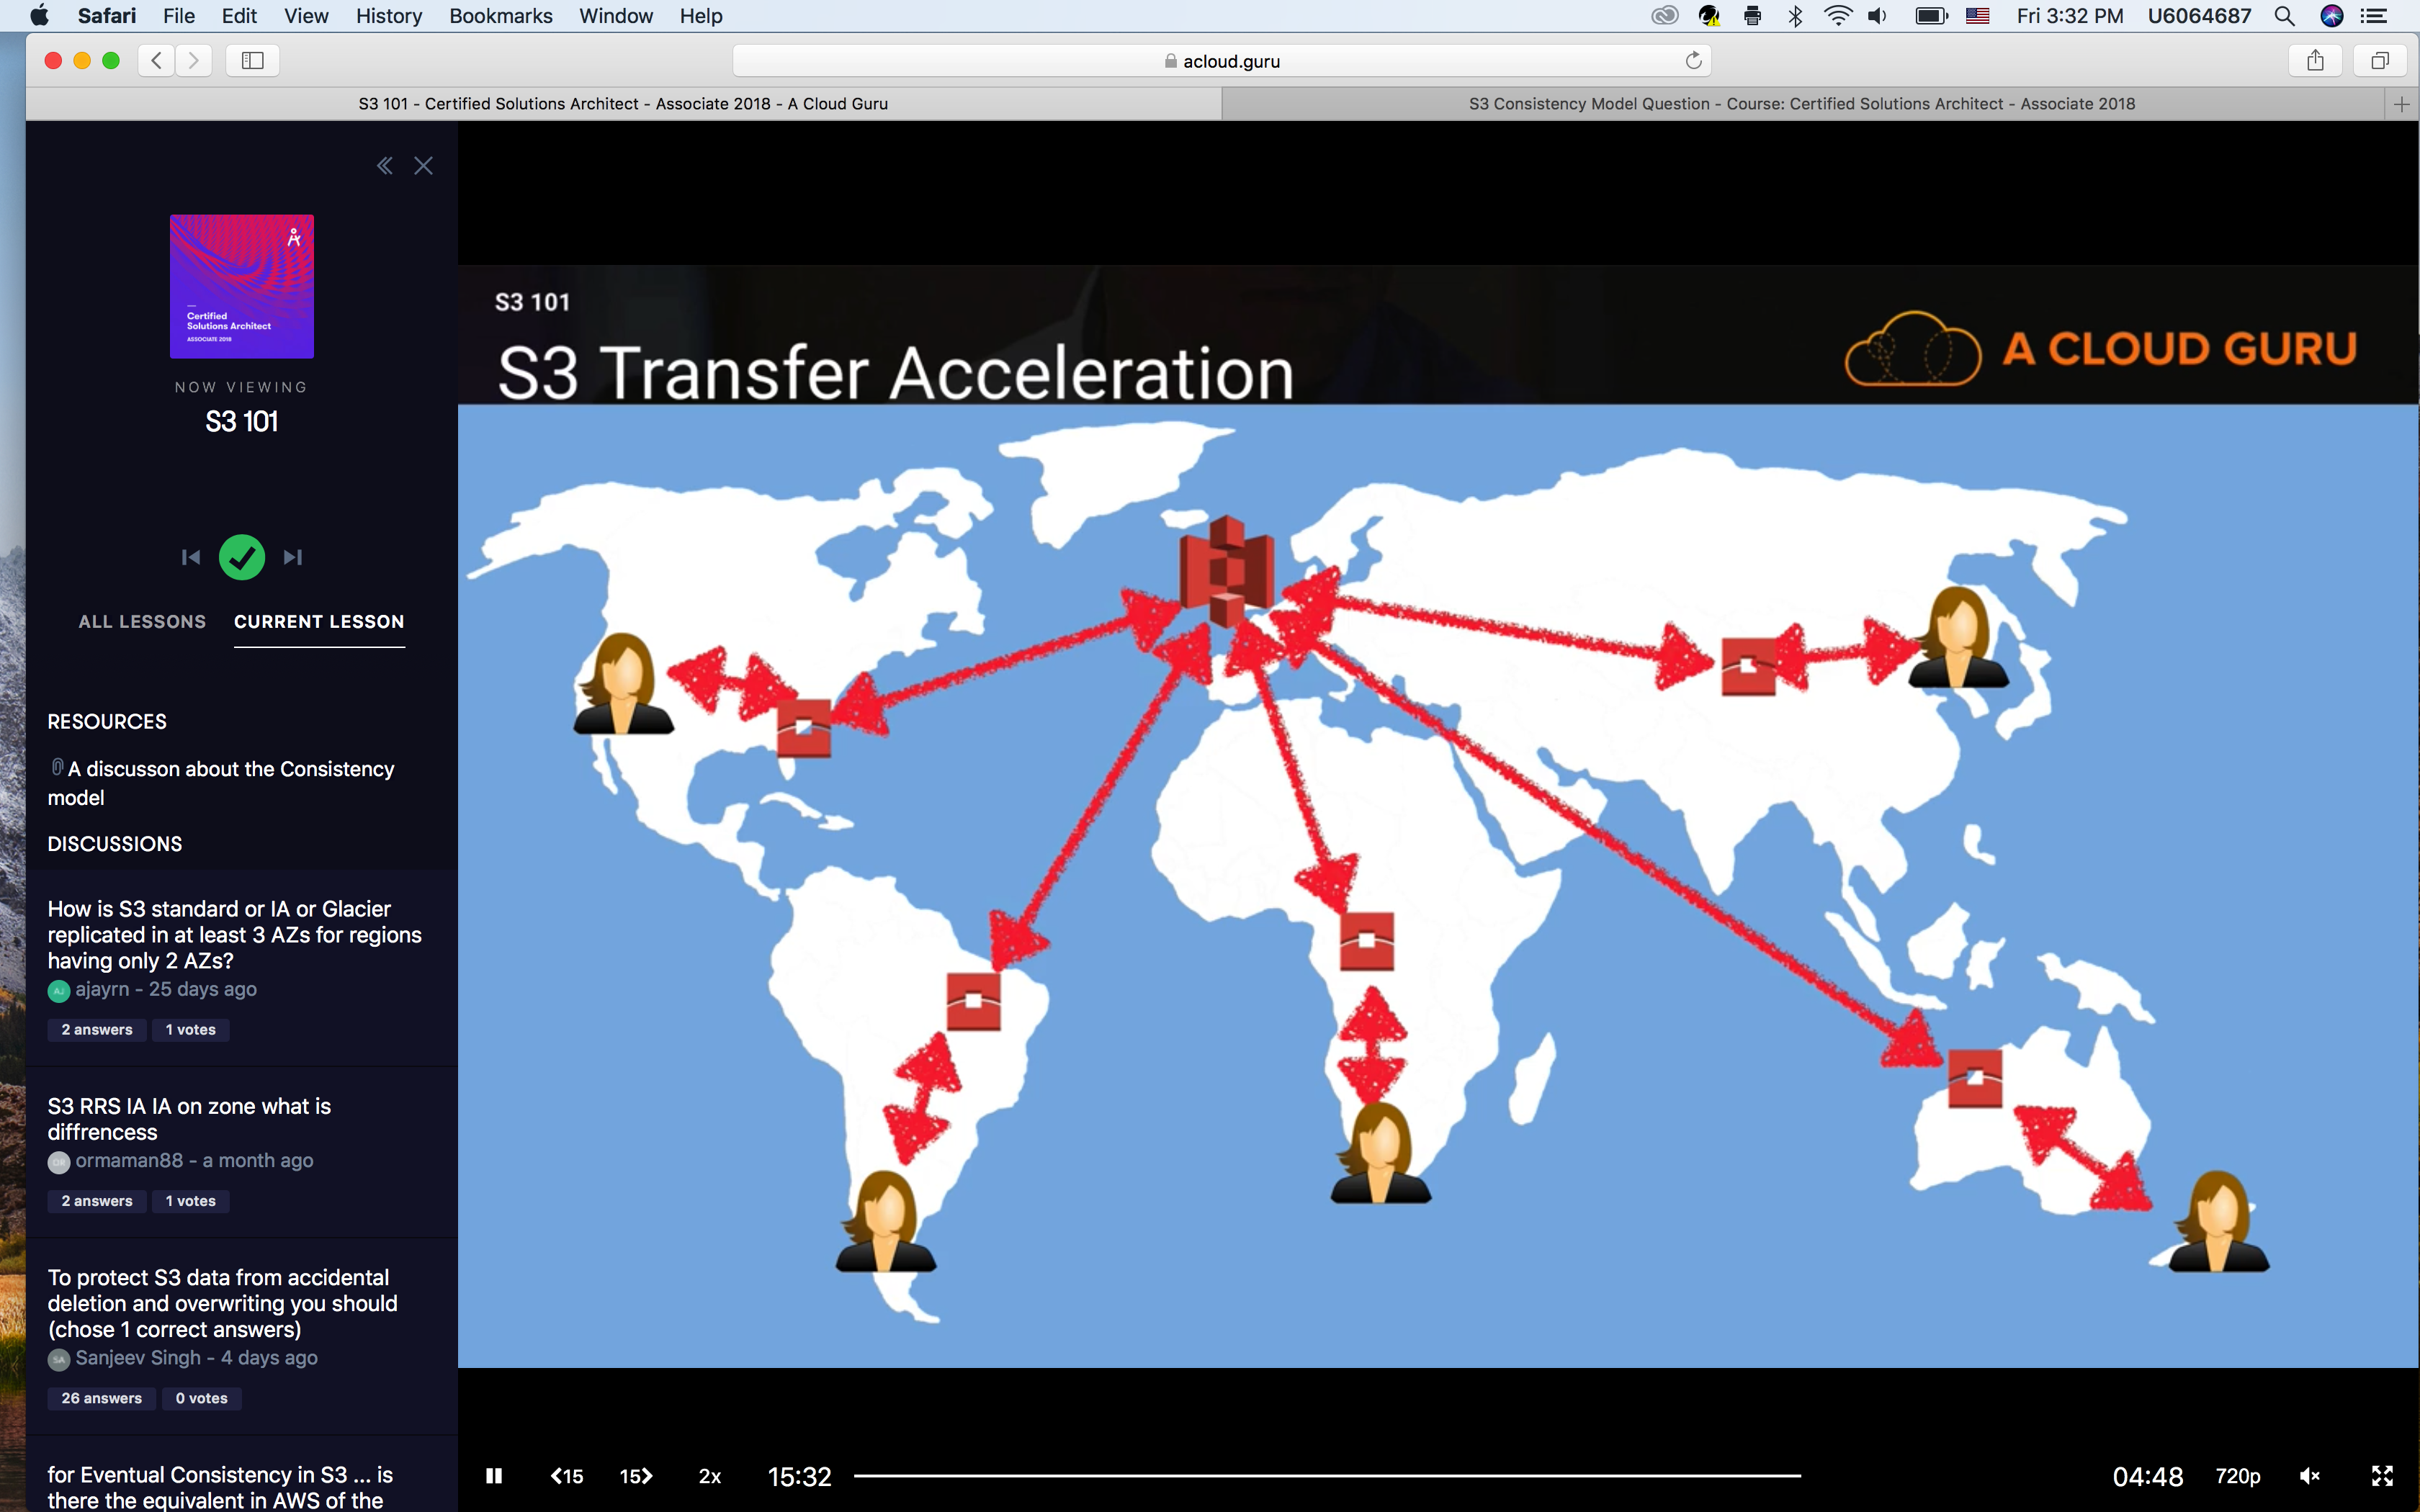 Safari File Edit View History Bookmarks Window Help Fri 3:32 PM U6064687
acloud.guru
S3 101 - Certified Solutions Architect - Associate 2018 - A Cloud Guru
S3 Consistency Model Question - Course: Certified Solutions Architect - Associate 2018
Certified
Solutions Architect
ASSOCIATE 2018
NOW VIEWING
S3 101
ALL LESSONS CURRENT LESSON
RESOURCES
A discusson about the Consistency
model
DISCUSSIONS
How is S3 standard or IA or Glacier
replicated in at least 3 AZs for regions
having only 2 AZs?
AJ ajayrn - 25 days ago
2 answers 1 votes
S3 RRS IA IA on zone what is
diffrencess
OR ormaman88 - a month ago
2 answers 1 votes
To protect S3 data from accidental
deletion and overwriting you should
(chose 1 correct answers)
SA Sanjeev Singh - 4 days ago
26 answers 0 votes
for Eventual Consistency in S3 ... is
there the equivalent in AWS of the
S3 101
S3 Transfer Acceleration
A CLOUD GURU
15 15 2x 15:32 04:48 720p